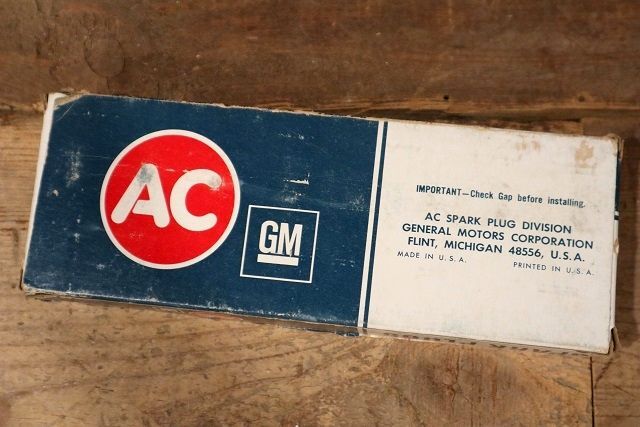 AC
GM
IMPORTANT—Check Gap before installing.
AC SPARK PLUG DIVISION
GENERAL MOTORS CORPORATION
FLINT, MICHIGAN 48556, U.S.A.
MADE IN U.S.A. PRINTED IN U.S.A.